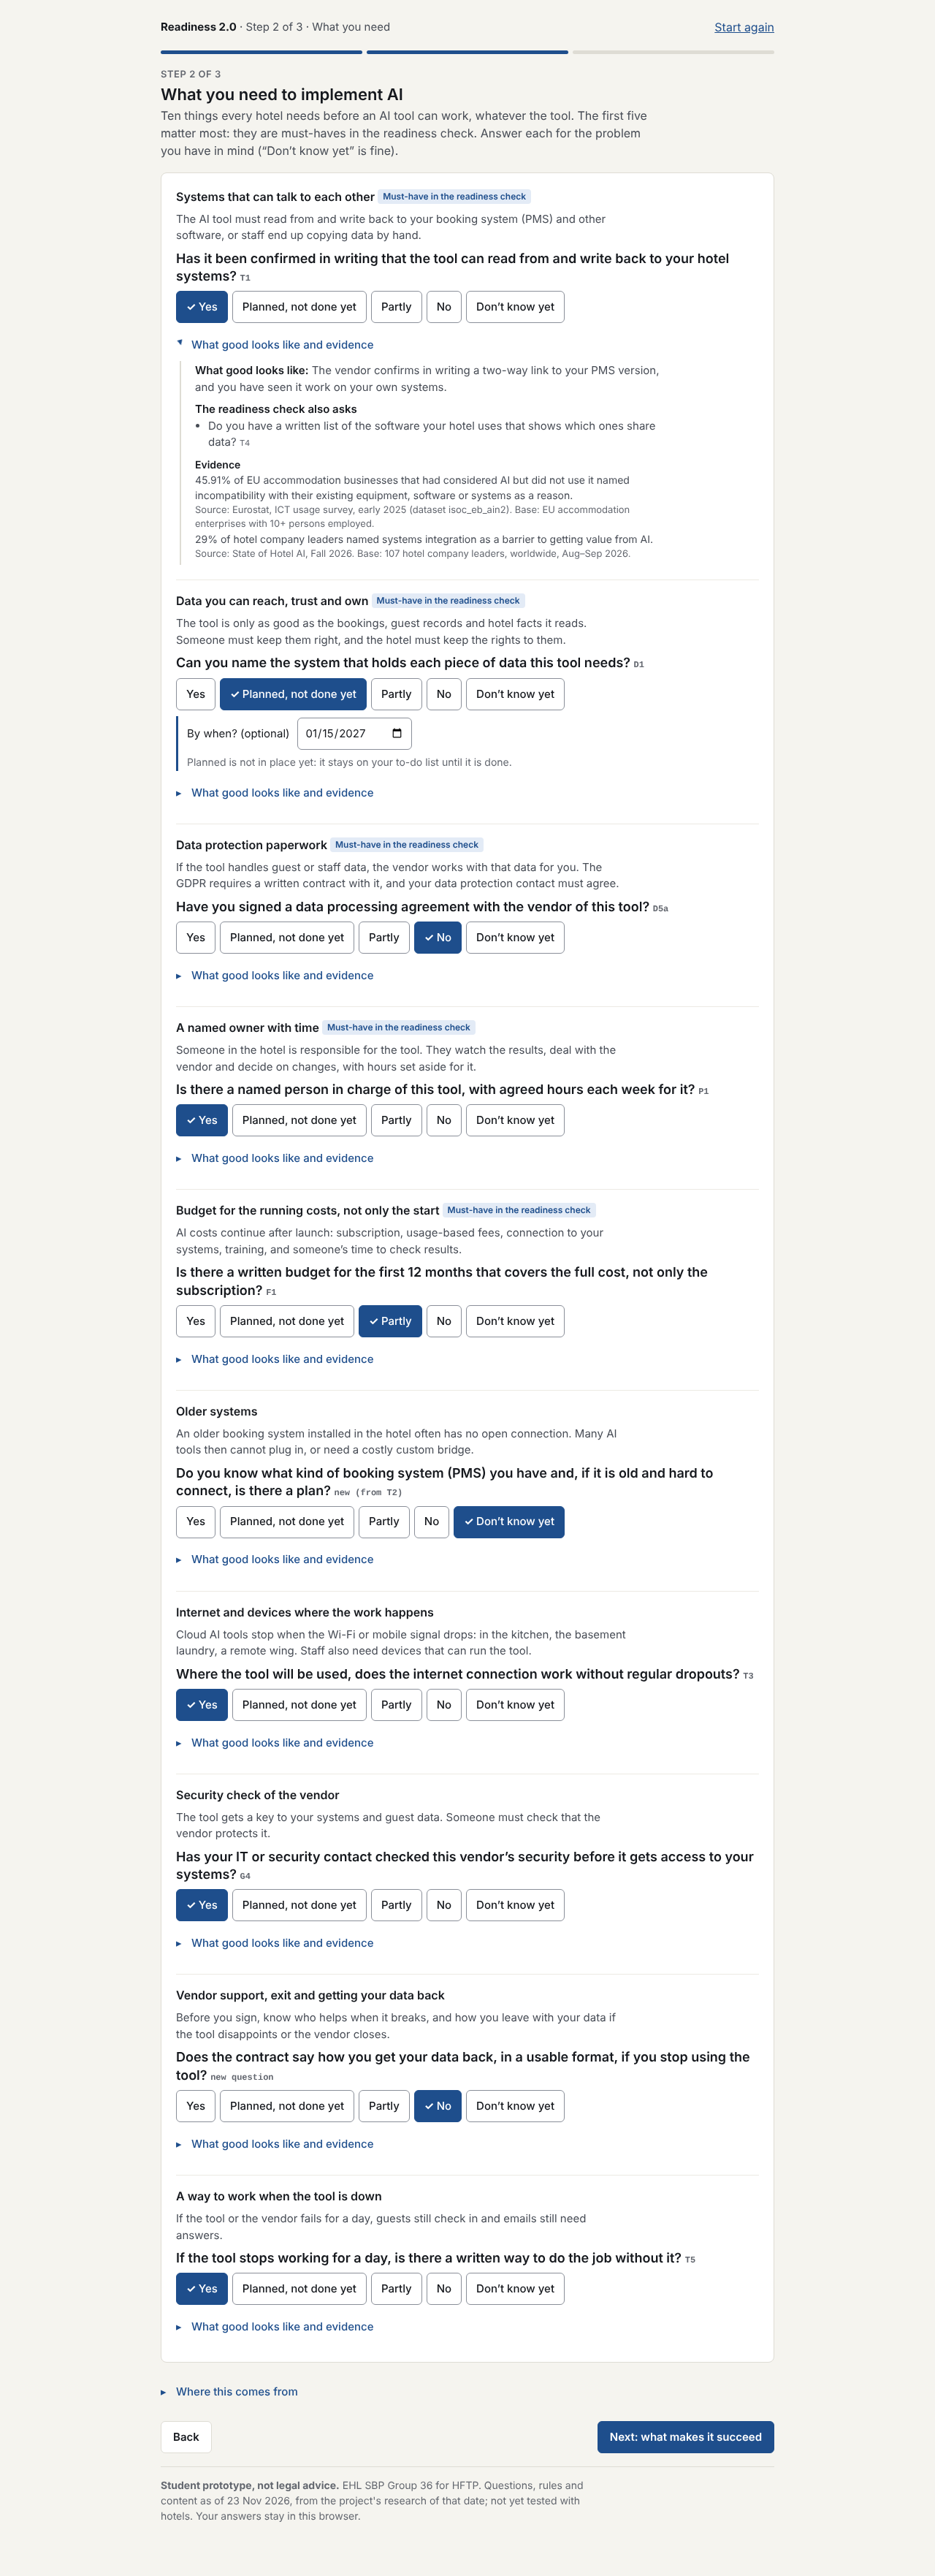 Readiness 2.0 · Step 2 of 3 · What you need
Start again
STEP 2 OF 3
What you need to implement AI
Ten things every hotel needs before an AI tool can work, whatever the tool. The first five
matter most: they are must-haves in the readiness check. Answer each for the problem
you have in mind (“Don’t know yet” is fine).
Systems that can talk to each other Must-have in the readiness check
The AI tool must read from and write back to your booking system (PMS) and other
software, or staff end up copying data by hand.
Has it been confirmed in writing that the tool can read from and write back to your hotel
systems? T1
✓ Yes Planned, not done yet Partly No Don’t know yet
What good looks like and evidence
What good looks like: The vendor confirms in writing a two-way link to your PMS version,
and you have seen it work on your own systems.
The readiness check also asks
• Do you have a written list of the software your hotel uses that shows which ones share
data? T4
Evidence
45.91% of EU accommodation businesses that had considered AI but did not use it named
incompatibility with their existing equipment, software or systems as a reason.
Source: Eurostat, ICT usage survey, early 2025 (dataset isoc_eb_ain2). Base: EU accommodation
enterprises with 10+ persons employed.
29% of hotel company leaders named systems integration as a barrier to getting value from AI.
Source: State of Hotel AI, Fall 2026. Base: 107 hotel company leaders, worldwide, Aug–Sep 2026.
Data you can reach, trust and own Must-have in the readiness check
The tool is only as good as the bookings, guest records and hotel facts it reads.
Someone must keep them right, and the hotel must keep the rights to them.
Can you name the system that holds each piece of data this tool needs? D1
Yes ✓ Planned, not done yet Partly No Don’t know yet
By when? (optional) 01/15/2027
Planned is not in place yet: it stays on your to-do list until it is done.
What good looks like and evidence
Data protection paperwork Must-have in the readiness check
If the tool handles guest or staff data, the vendor works with that data for you. The
GDPR requires a written contract with it, and your data protection contact must agree.
Have you signed a data processing agreement with the vendor of this tool? D5a
Yes Planned, not done yet Partly ✓ No Don’t know yet
What good looks like and evidence
A named owner with time Must-have in the readiness check
Someone in the hotel is responsible for the tool. They watch the results, deal with the
vendor and decide on changes, with hours set aside for it.
Is there a named person in charge of this tool, with agreed hours each week for it? P1
✓ Yes Planned, not done yet Partly No Don’t know yet
What good looks like and evidence
Budget for the running costs, not only the start Must-have in the readiness check
AI costs continue after launch: subscription, usage-based fees, connection to your
systems, training, and someone’s time to check results.
Is there a written budget for the first 12 months that covers the full cost, not only the
subscription? F1
Yes Planned, not done yet ✓ Partly No Don’t know yet
What good looks like and evidence
Older systems
An older booking system installed in the hotel often has no open connection. Many AI
tools then cannot plug in, or need a costly custom bridge.
Do you know what kind of booking system (PMS) you have and, if it is old and hard to
connect, is there a plan? new (from T2)
Yes Planned, not done yet Partly No ✓ Don’t know yet
What good looks like and evidence
Internet and devices where the work happens
Cloud AI tools stop when the Wi-Fi or mobile signal drops: in the kitchen, the basement
laundry, a remote wing. Staff also need devices that can run the tool.
Where the tool will be used, does the internet connection work without regular dropouts? T3
✓ Yes Planned, not done yet Partly No Don’t know yet
What good looks like and evidence
Security check of the vendor
The tool gets a key to your systems and guest data. Someone must check that the
vendor protects it.
Has your IT or security contact checked this vendor’s security before it gets access to your
systems? G4
✓ Yes Planned, not done yet Partly No Don’t know yet
What good looks like and evidence
Vendor support, exit and getting your data back
Before you sign, know who helps when it breaks, and how you leave with your data if
the tool disappoints or the vendor closes.
Does the contract say how you get your data back, in a usable format, if you stop using the
tool? new question
Yes Planned, not done yet Partly ✓ No Don’t know yet
What good looks like and evidence
A way to work when the tool is down
If the tool or the vendor fails for a day, guests still check in and emails still need
answers.
If the tool stops working for a day, is there a written way to do the job without it? T5
✓ Yes Planned, not done yet Partly No Don’t know yet
What good looks like and evidence
Where this comes from
Back
Next: what makes it succeed
Student prototype, not legal advice. EHL SBP Group 36 for HFTP. Questions, rules and
content as of 23 Nov 2026, from the project's research of that date; not yet tested with
hotels. Your answers stay in this browser.